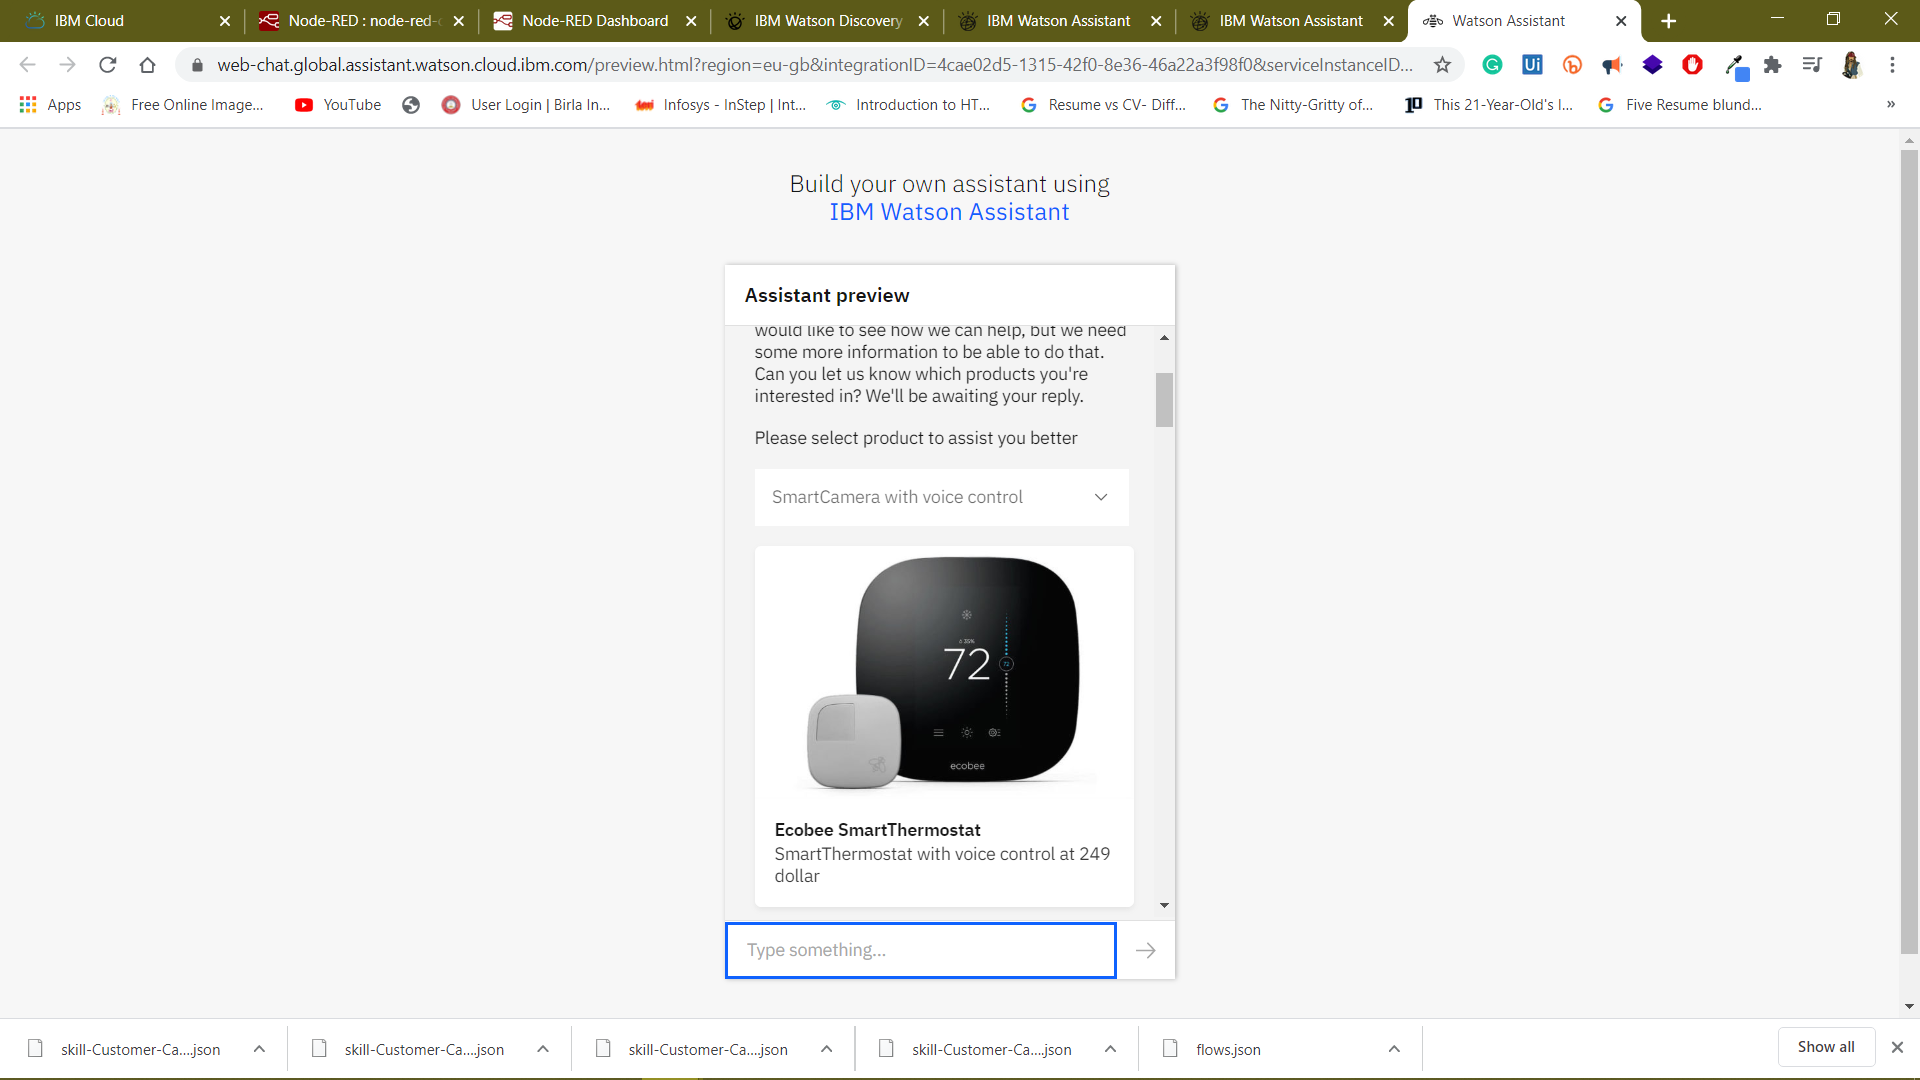 IBM Cloud
Node-RED : node-red-c
Node-RED Dashboard
IBM Watson Discovery
IBM Watson Assistant
IBM Watson Assistant
Watson Assistant
web-chat.global.assistant.watson.cloud.ibm.com/preview.html?region=eu-gb&integrationID=4cae02d5-1315-42f0-8e36-46a22a3f98f0&serviceInstanceID...
Apps
Free Online Image...
YouTube
User Login | Birla In...
Infosys - InStep | Int...
Introduction to HT...
Resume vs CV- Diff...
The Nitty-Gritty of...
This 21-Year-Old's I...
Five Resume blund...
Build your own assistant using
IBM Watson Assistant
Assistant preview
would like to see how we can help, but we need
some more information to be able to do that.
Can you let us know which products you're
interested in? We'll be awaiting your reply.
Please select product to assist you better
SmartCamera with voice control
72
72
ecobee
Ecobee SmartThermostat
SmartThermostat with voice control at 249
dollar
Type something...
skill-Customer-Ca....json
skill-Customer-Ca....json
skill-Customer-Ca....json
skill-Customer-Ca....json
flows.json
Show all